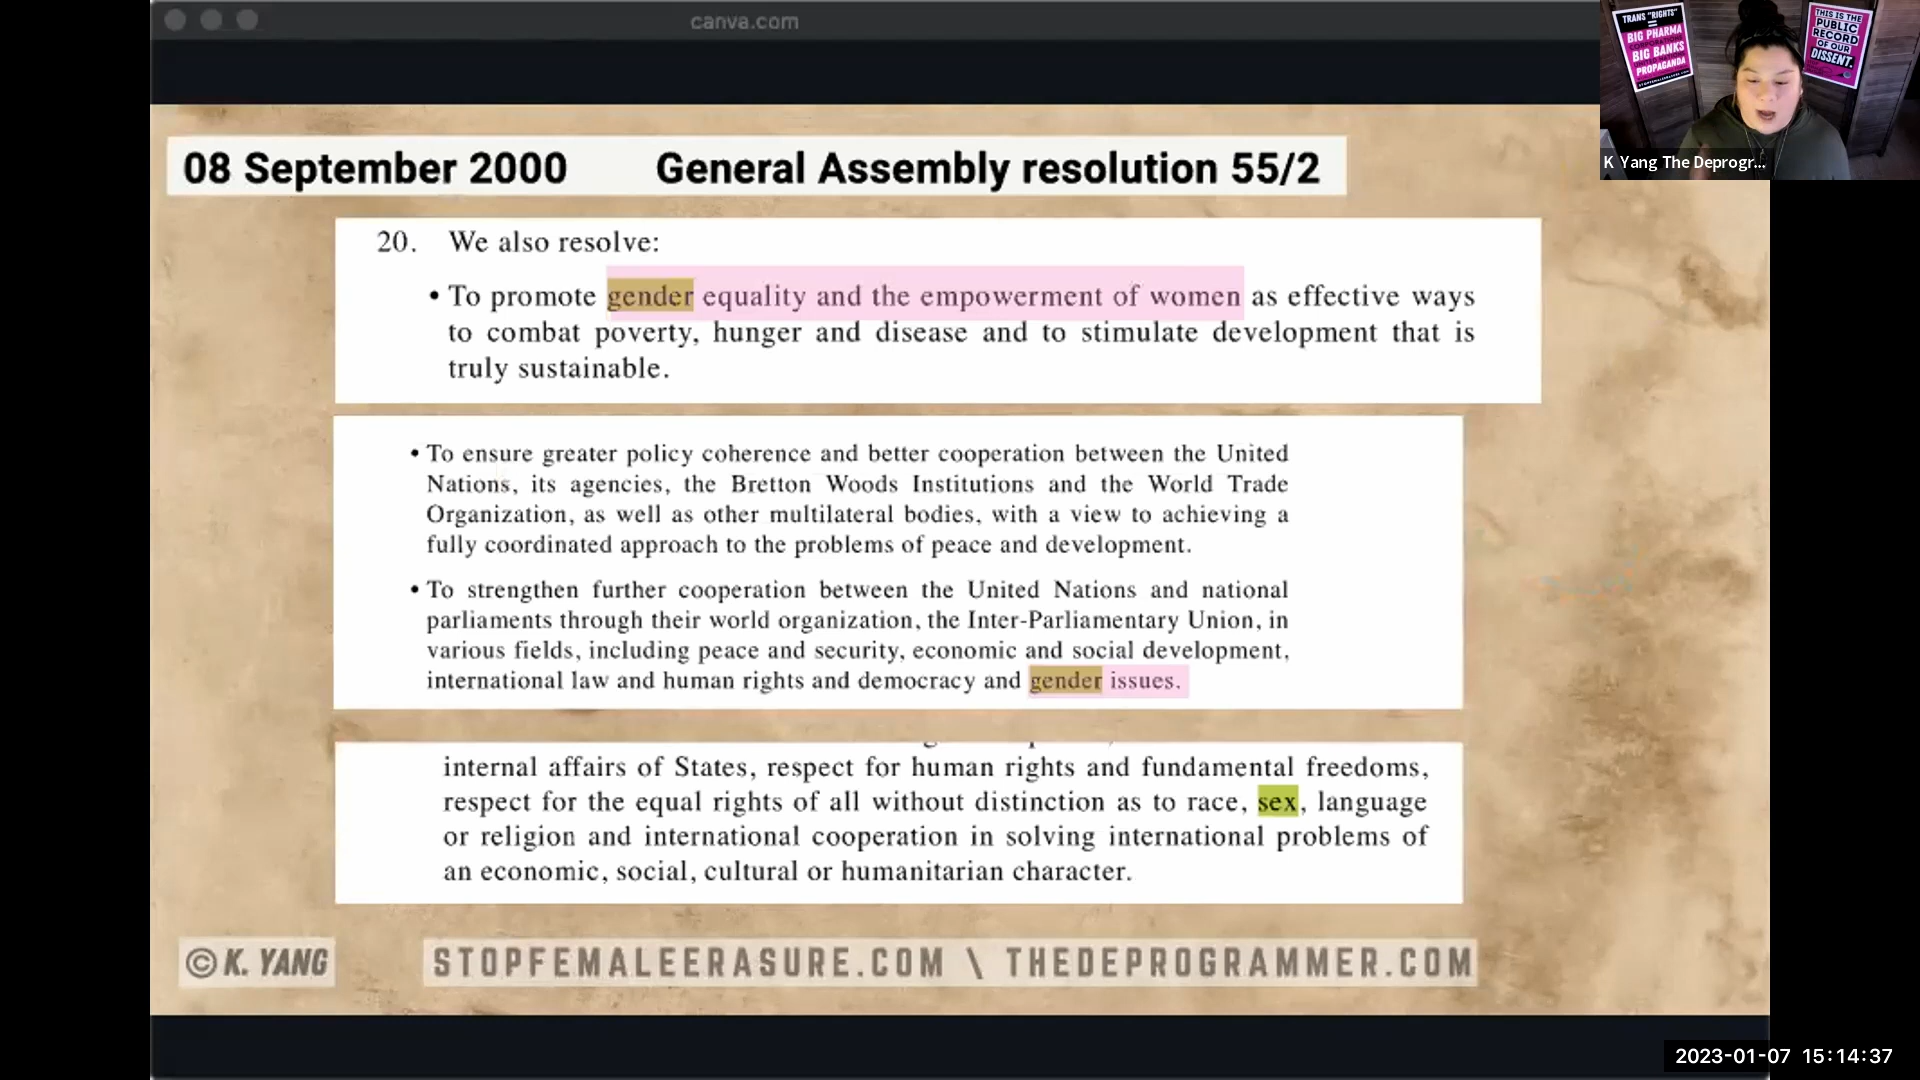 canva.com
TRANS "RIGHTS"
=
BIG PHARMA
BIG BANKS
PROPAGANDA
THIS IS THE
PUBLIC
RECORD
OF OUR
DISSENT.
K Yang The Deprogr...
08 September 2000 General Assembly resolution 55/2
20. We also resolve:
• To promote gender equality and the empowerment of women as effective ways
to combat poverty, hunger and disease and to stimulate development that is
truly sustainable.
• To ensure greater policy coherence and better cooperation between the United
Nations, its agencies, the Bretton Woods Institutions and the World Trade
Organization, as well as other multilateral bodies, with a view to achieving a
fully coordinated approach to the problems of peace and development.
• To strengthen further cooperation between the United Nations and national
parliaments through their world organization, the Inter-Parliamentary Union, in
various fields, including peace and security, economic and social development,
international law and human rights and democracy and gender issues.
internal affairs of States, respect for human rights and fundamental freedoms,
respect for the equal rights of all without distinction as to race, sex, language
or religion and international cooperation in solving international problems of
an economic, social, cultural or humanitarian character.
© K. YANG
STOPFEMALEERASURE.COM \ THEDEPROGRAMMER.COM
2023-01-07 15:14:37